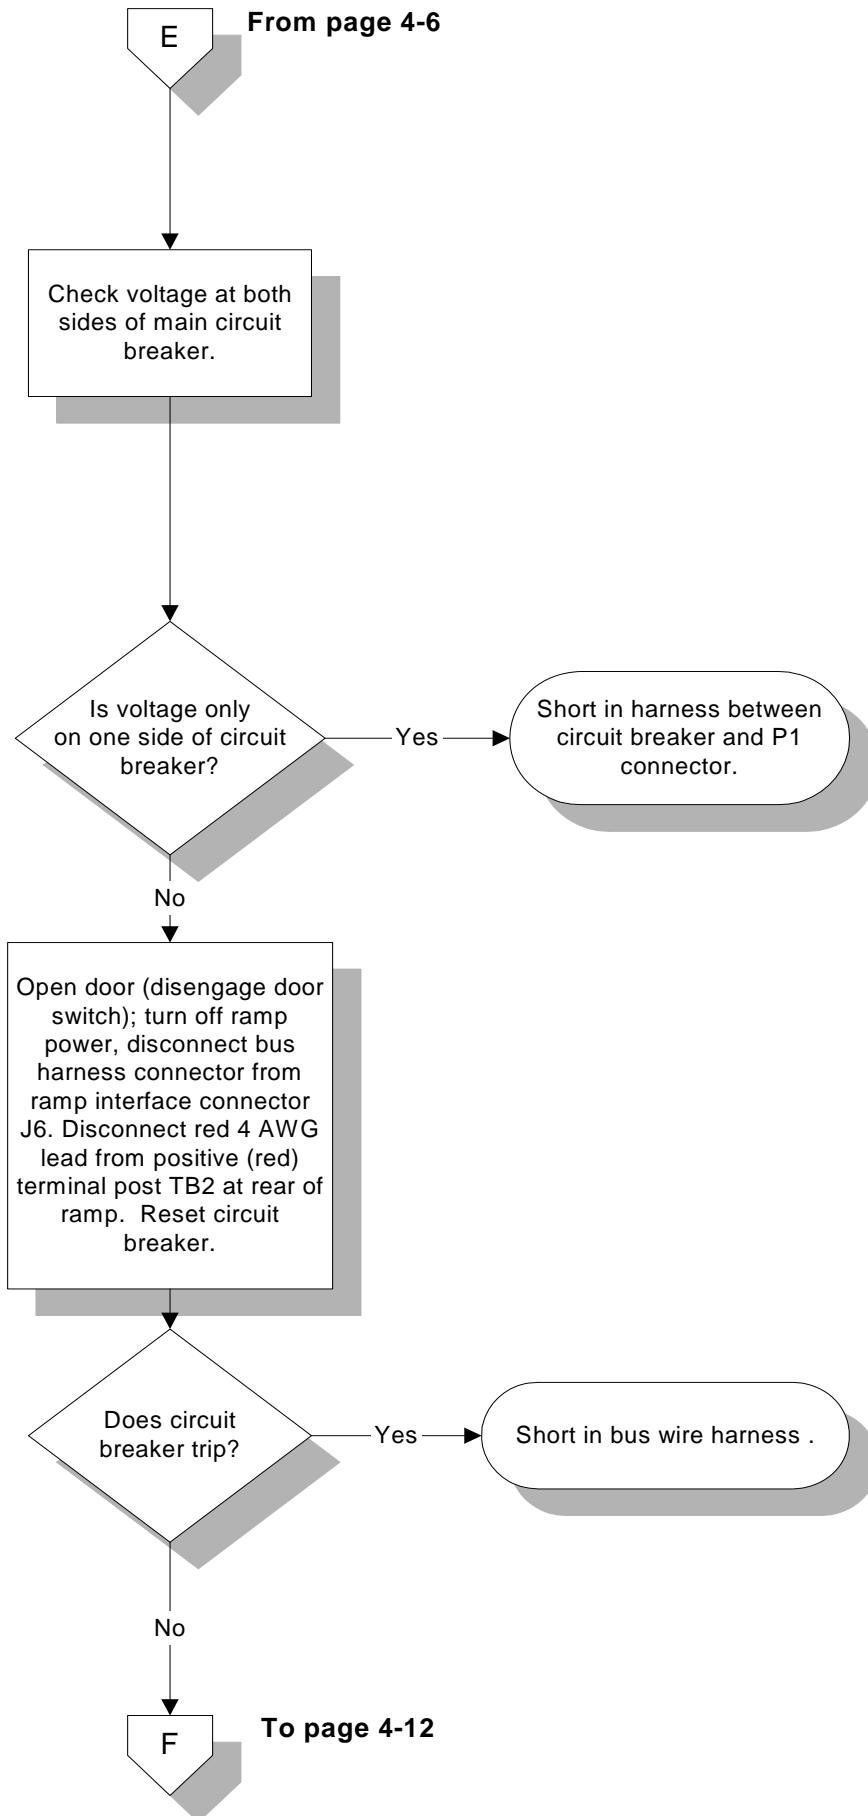 E
From page 4-6
Check voltage at both
sides of main circuit
breaker.
Is voltage only
on one side of circuit
breaker?
Yes
Short in harness between
circuit breaker and P1
connector.
No
Open door (disengage door
switch); turn off ramp
power, disconnect bus
harness connector from
ramp interface connector
J6. Disconnect red 4 AWG
lead from positive (red)
terminal post TB2 at rear of
ramp.  Reset circuit
breaker.
Does circuit
breaker trip?
Yes
Short in bus wire harness .
No
F
To page 4-12